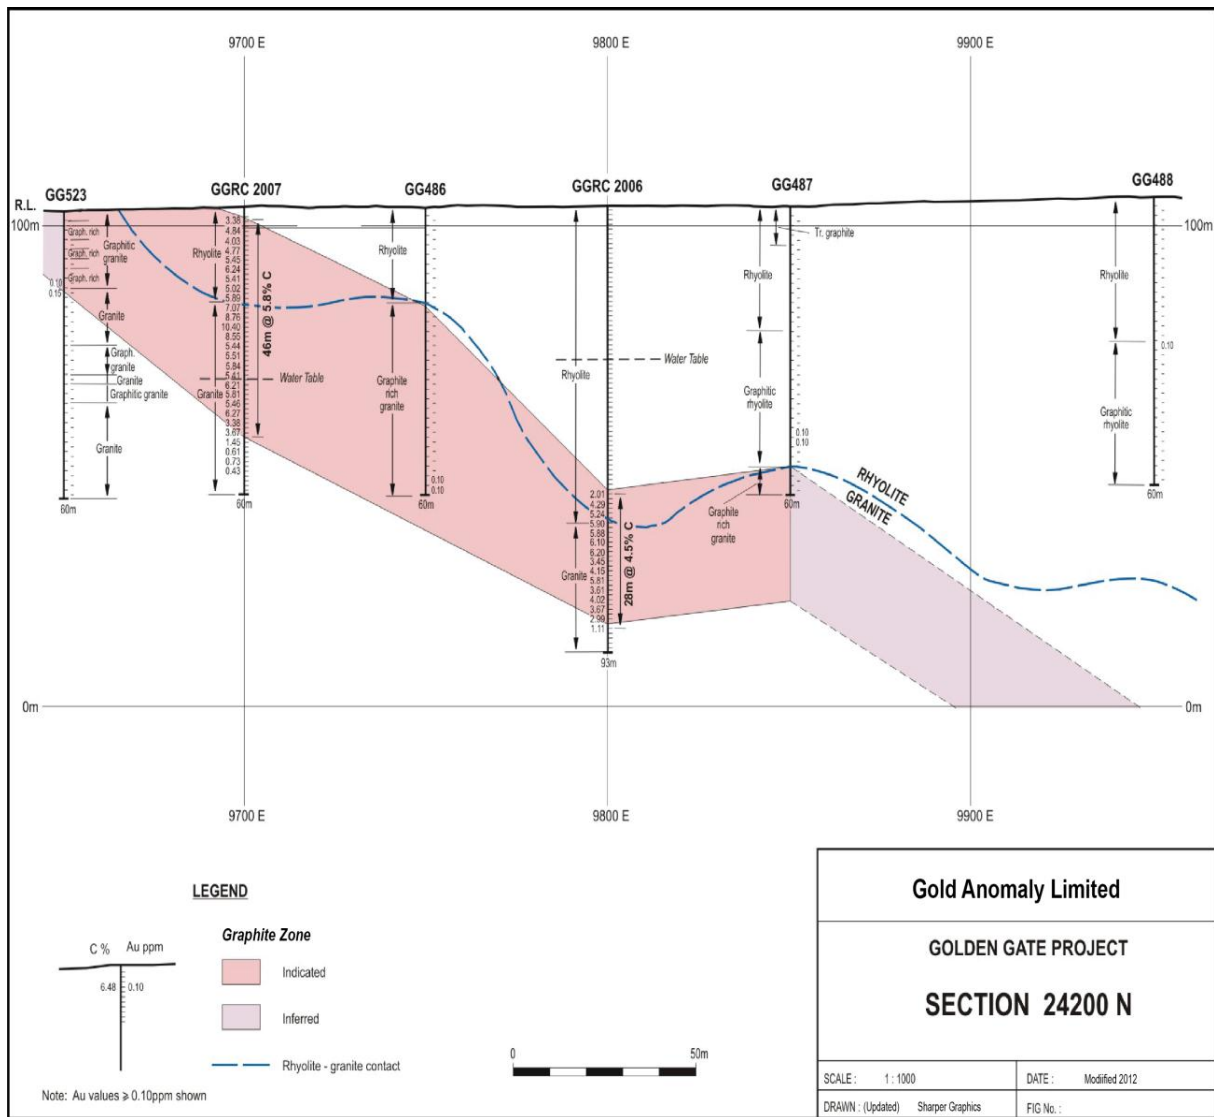 9700 E
9800 E
9900 E
GG523
GGRC 2007
GG486
GGRC 2006
GG487
GG488
R.L.
100m
100m
Graph. rich
Graph. rich
Graph. rich
0.10
0.15
Graphitic
granite
Granite
Graph.
granite
Granite
Graphitic granite
Granite
60m
Rhyolite
Granite
3.38
4.84
4.03
4.77
5.45
6.24
5.41
5.02
5.89
7.07
8.76
10.40
8.55
5.44
5.51
5.84
5.61
6.21
5.81
5.46
6.27
3.38
3.67
1.45
0.61
0.73
0.43
46m @ 5.8% C
Water Table
60m
Rhyolite
Graphite
rich
granite
0.10
0.10
60m
Rhyolite
Granite
Water Table
2.01
4.29
5.24
5.90
5.88
6.10
6.20
3.45
4.15
5.81
3.61
4.02
3.67
2.99
1.11
28m @ 4.5% C
93m
Tr. graphite
Rhyolite
Graphitic
rhyolite
0.10
0.10
Graphite
rich
granite
60m
RHYOLITE
GRANITE
Rhyolite
0.10
Graphitic
rhyolite
60m
0m
0m
9700 E
9800 E
9900 E
LEGEND
Graphite Zone
C %
Au ppm
6.48
0.10
Indicated
Inferred
Rhyolite - granite contact
Note: Au values ⩾ 0.10ppm shown
0
50m
Gold Anomaly Limited
GOLDEN GATE PROJECT
SECTION 24200 N
SCALE : 1 : 1000
DATE : Modiified 2012
DRAWN : (Updated) Sharper Graphics
FIG No. :